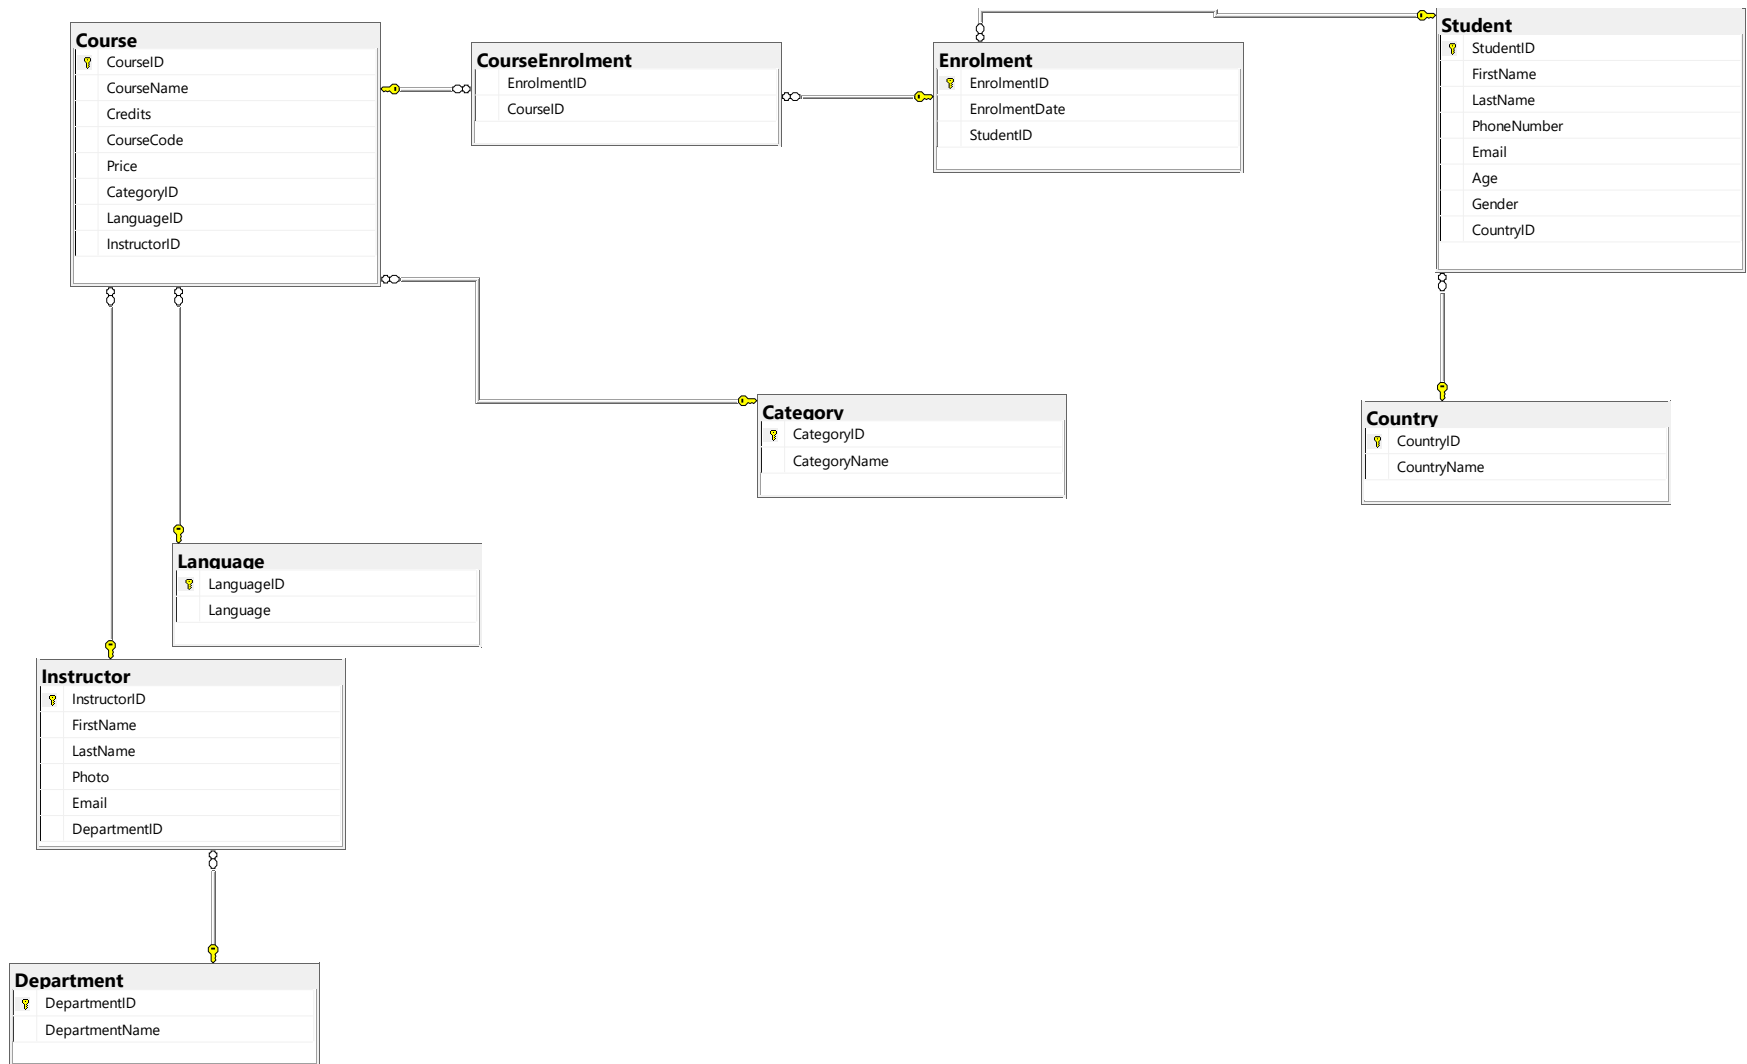 Course
CourseID
CourseName
Credits
CourseCode
Price
CategoryID
LanguageID
InstructorID
CourseEnrolment
EnrolmentID
CourseID
Enrolment
EnrolmentID
EnrolmentDate
StudentID
Student
StudentID
FirstName
LastName
PhoneNumber
Email
Age
Gender
CountryID
Category
CategoryID
CategoryName
Country
CountryID
CountryName
Language
LanguageID
Language
Instructor
InstructorID
FirstName
LastName
Photo
Email
DepartmentID
Department
DepartmentID
DepartmentName